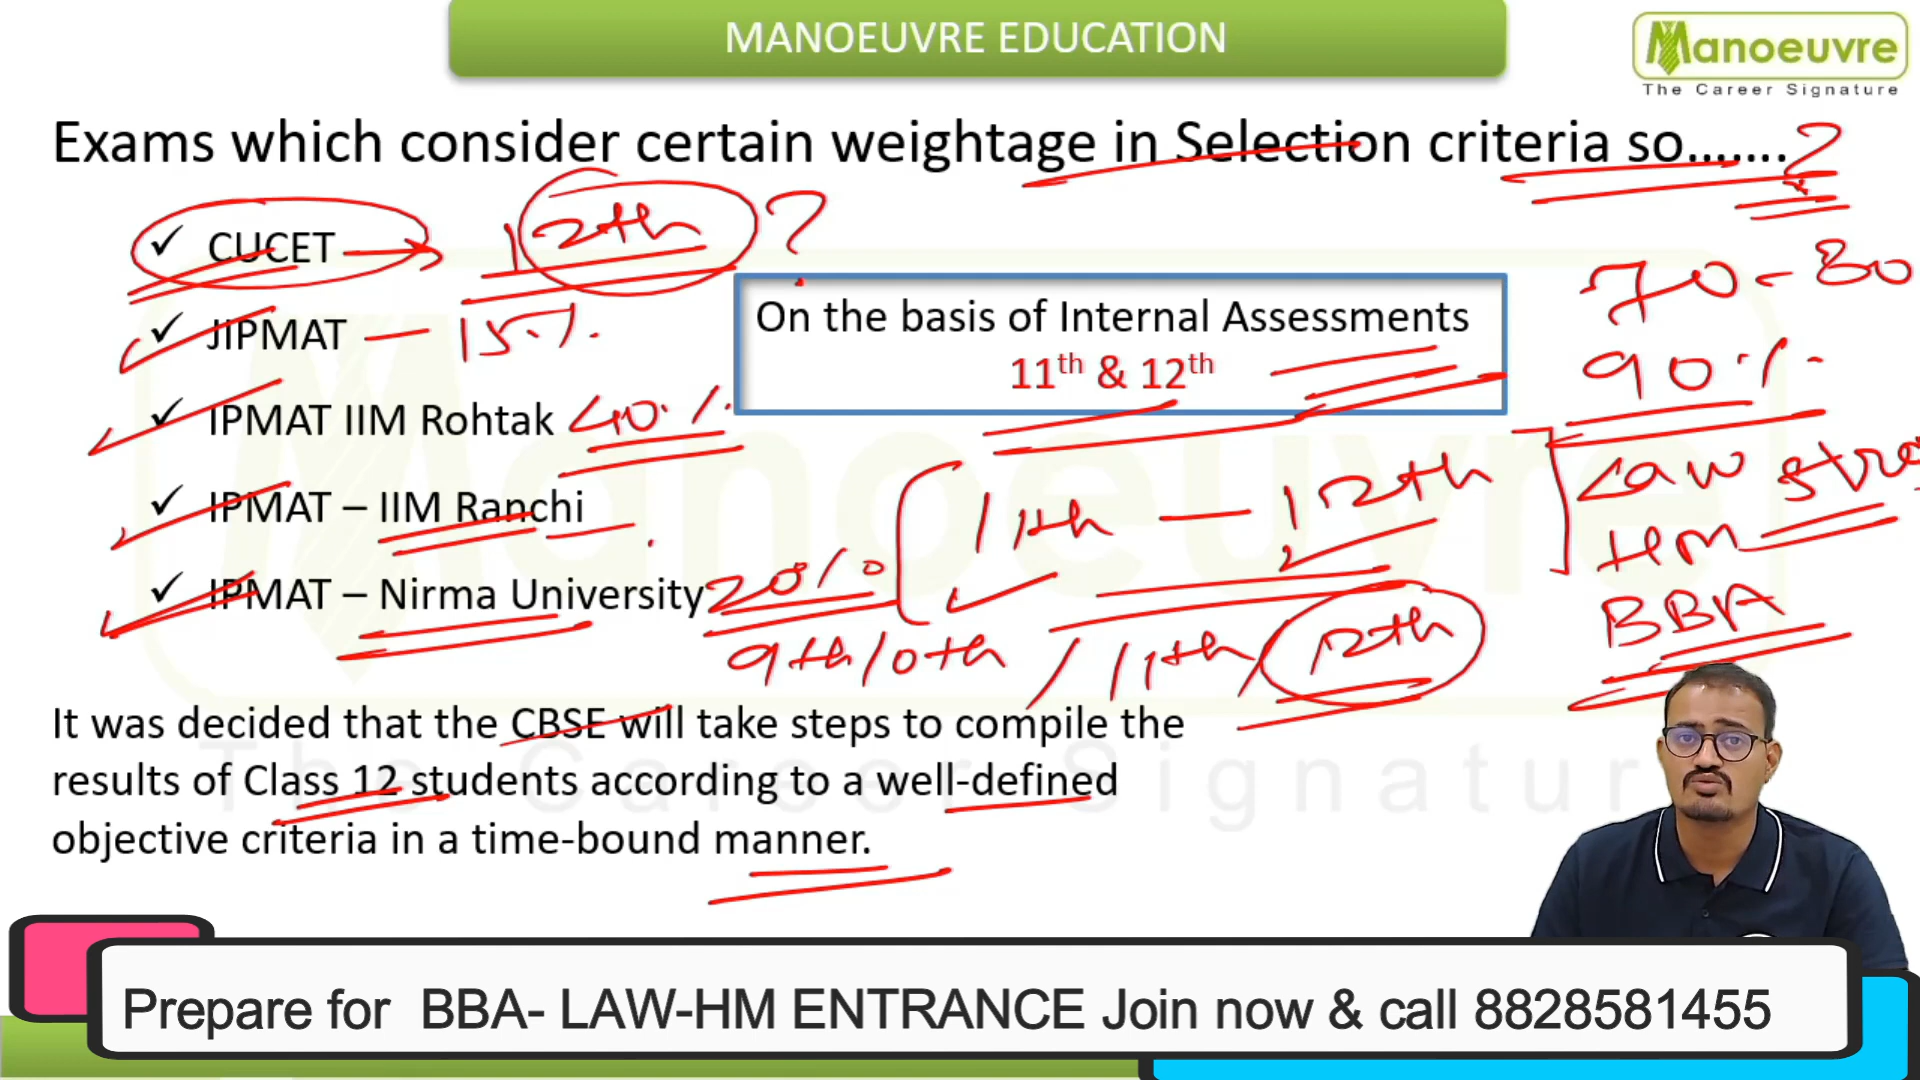 MANOEUVRE EDUCATION
Manoeuvre
The Career Signature
Exams which consider certain weightage in Selection criteria so.......?
✓ CUCET → 12th ?
✓ JIPMAT — 15%
✓ IPMAT IIM Rohtak 40%
✓ IPMAT – IIM Ranchi
✓ IPMAT – Nirma University 20%
On the basis of Internal Assessments
11th & 12th
70 - 80
90%
11th — 12th
Law
HM
BBA
9th/10th / 11th / 12th
It was decided that the CBSE will take steps to compile the
results of Class 12 students according to a well-defined
objective criteria in a time-bound manner.
Manoeuvre
The Career Signature
Prepare for BBA- LAW-HM ENTRANCE Join now & call 8828581455